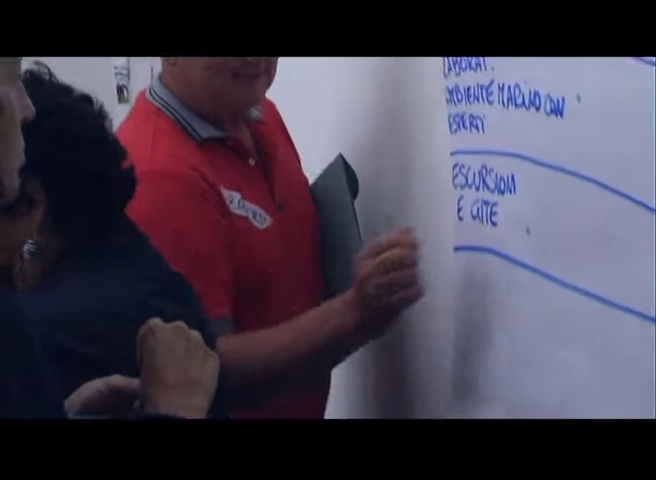 LABORAT.
AMBIENTE MARINO CON
ESPERTI
ESCURSIONI
E GITE